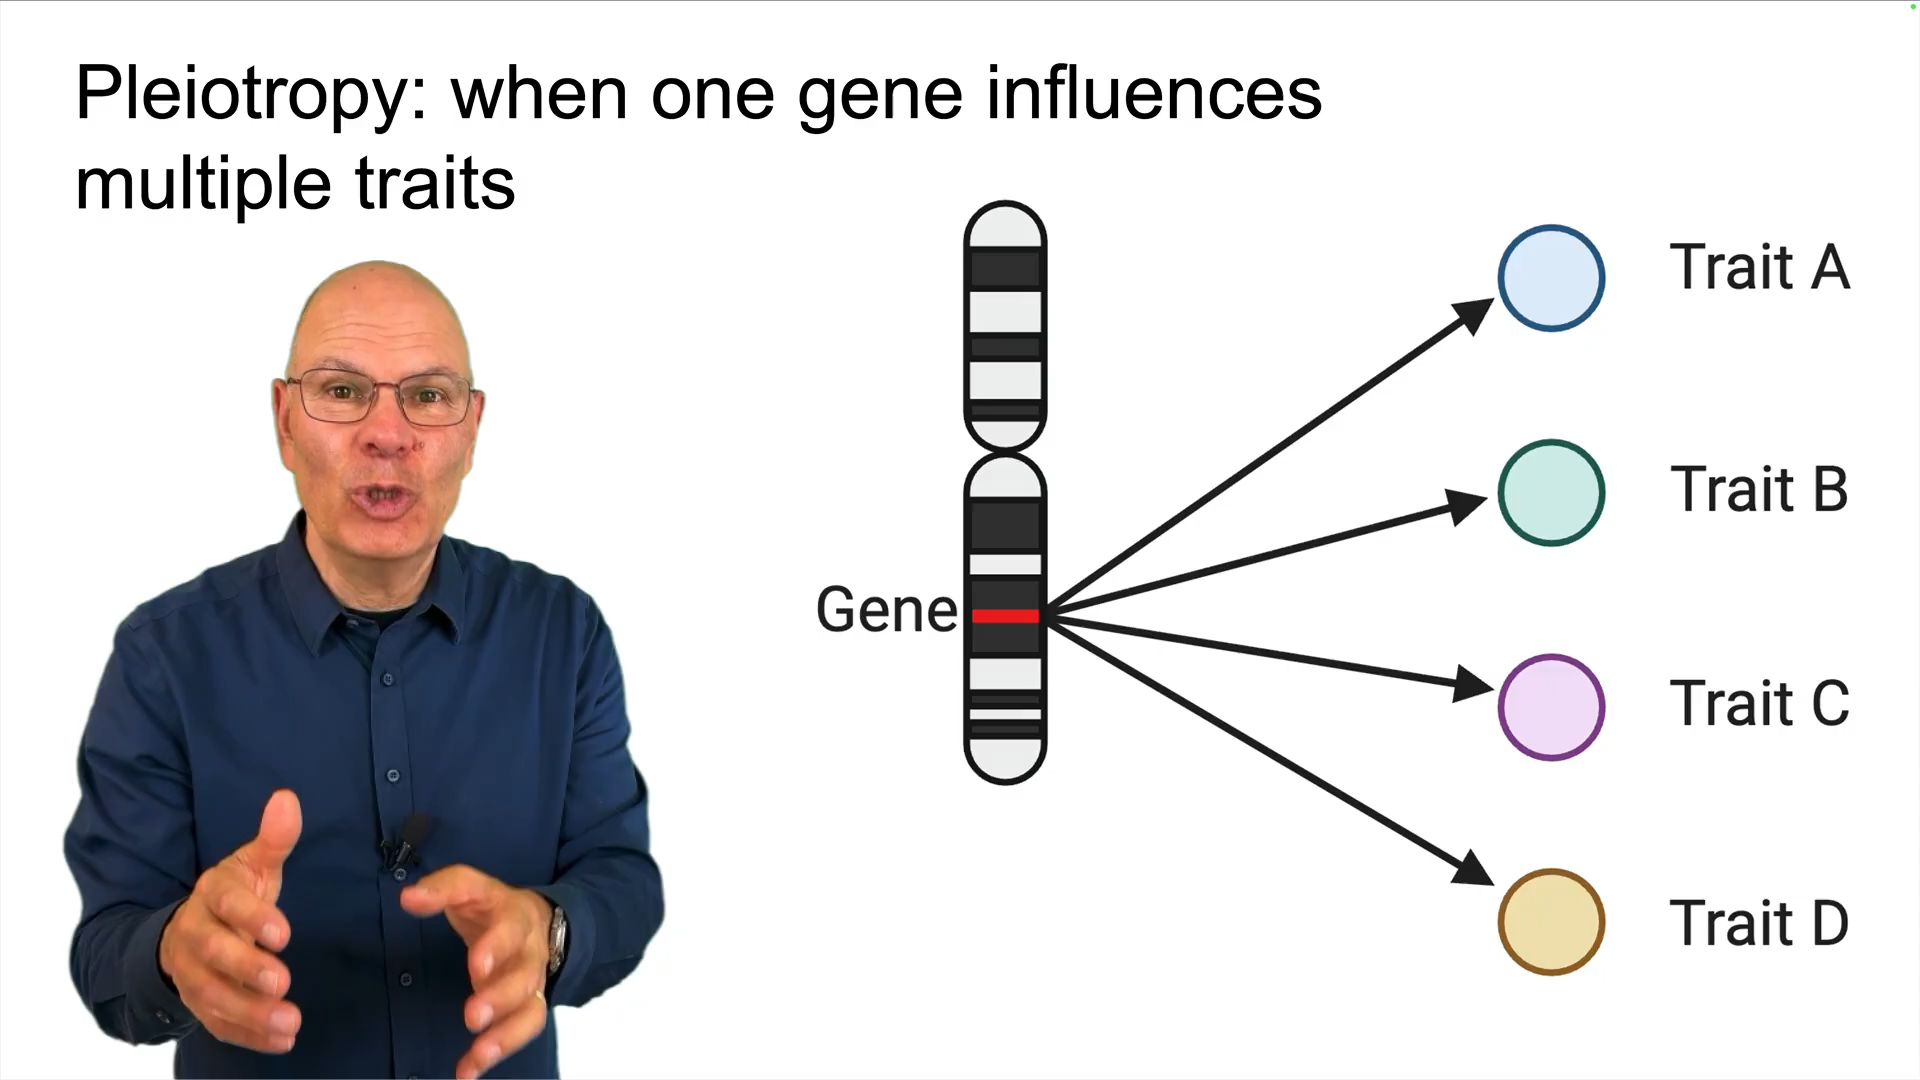 Pleiotropy: when one gene influences
multiple traits
Trait A
Trait B
Gene
Trait C
Trait D